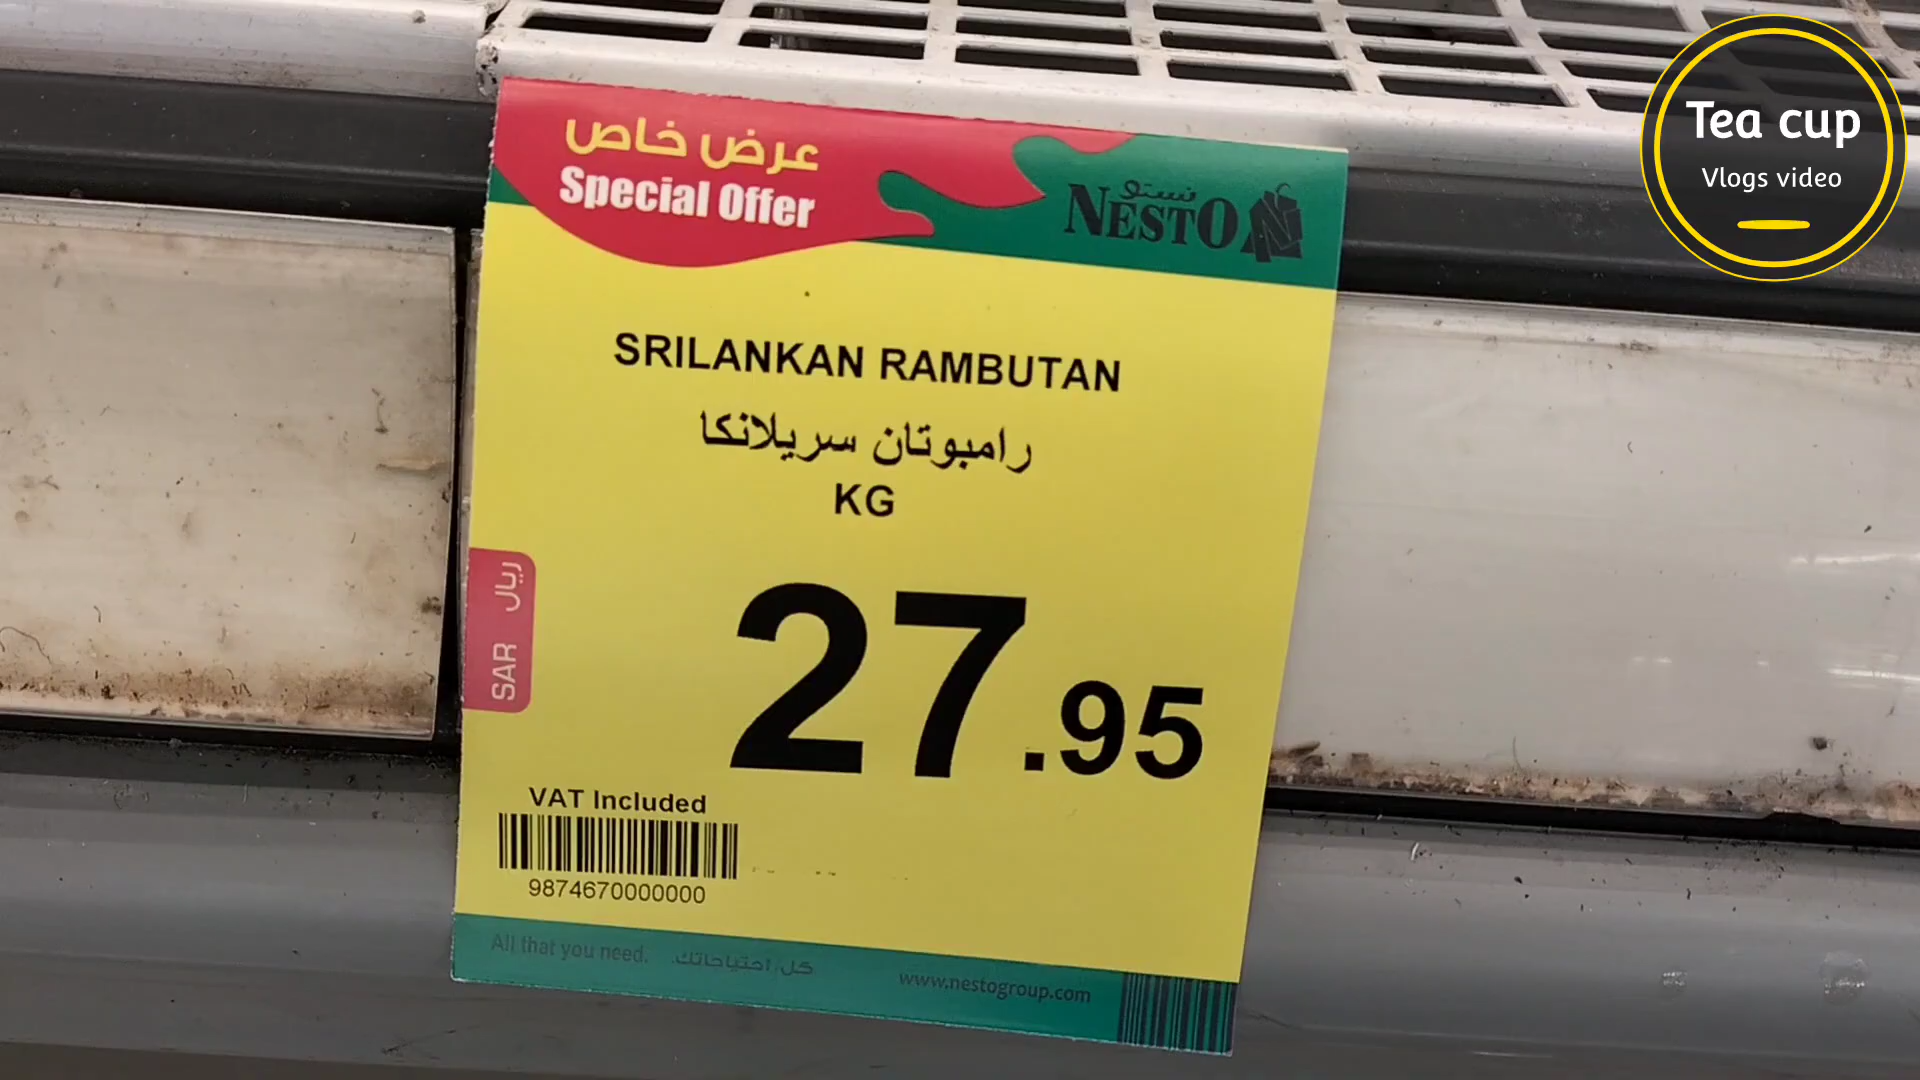 عرض خاص
Special Offer
نستو
NESTO
SRILANKAN RAMBUTAN
رامبوتان سريلانكا
KG
ريال
SAR
27.95
VAT Included
9874670000000
All that you need. كل احتياجاتك.
www.nestogroup.com
Tea cup
Vlogs video